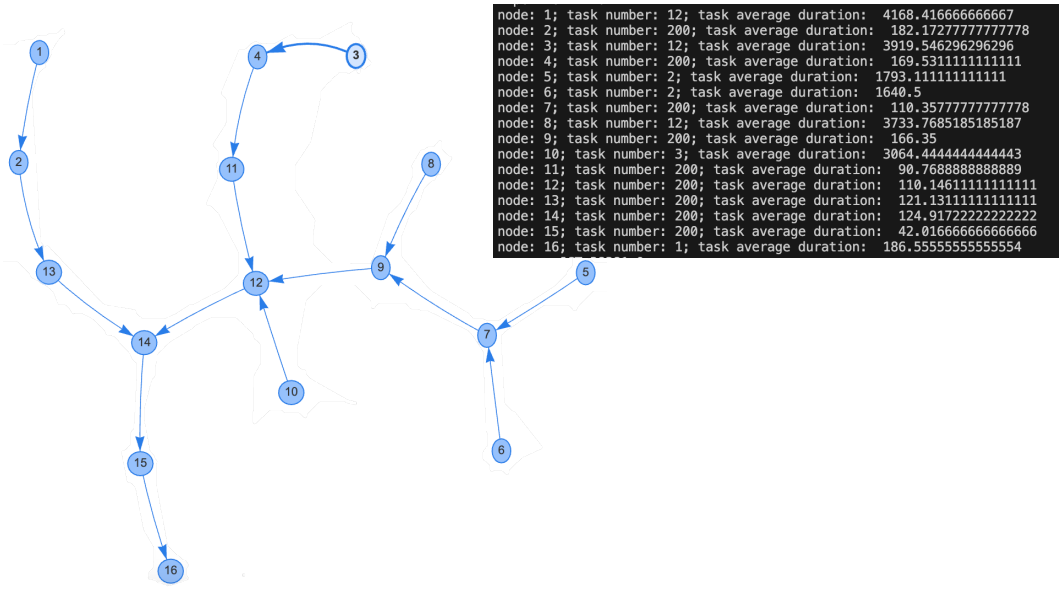 node: 1; task number: 12; task average duration:  4168.416666666667
node: 2; task number: 200; task average duration:  182.17277777777778
node: 3; task number: 12; task average duration:  3919.546296296296
node: 4; task number: 200; task average duration:  169.5311111111111
node: 5; task number: 2; task average duration:  1793.111111111111
node: 6; task number: 2; task average duration:  1640.5
node: 7; task number: 200; task average duration:  110.35777777777778
node: 8; task number: 12; task average duration:  3733.7685185185187
node: 9; task number: 200; task average duration:  166.35
node: 10; task number: 3; task average duration:  3064.4444444444443
node: 11; task number: 200; task average duration:  90.7688888888889
node: 12; task number: 200; task average duration:  110.14611111111111
node: 13; task number: 200; task average duration:  121.13111111111111
node: 14; task number: 200; task average duration:  124.91722222222222
node: 15; task number: 200; task average duration:  42.016666666666666
node: 16; task number: 1; task average duration:  186.55555555555554
1
4
3
2
11
8
13
12
9
5
14
7
10
15
6
16